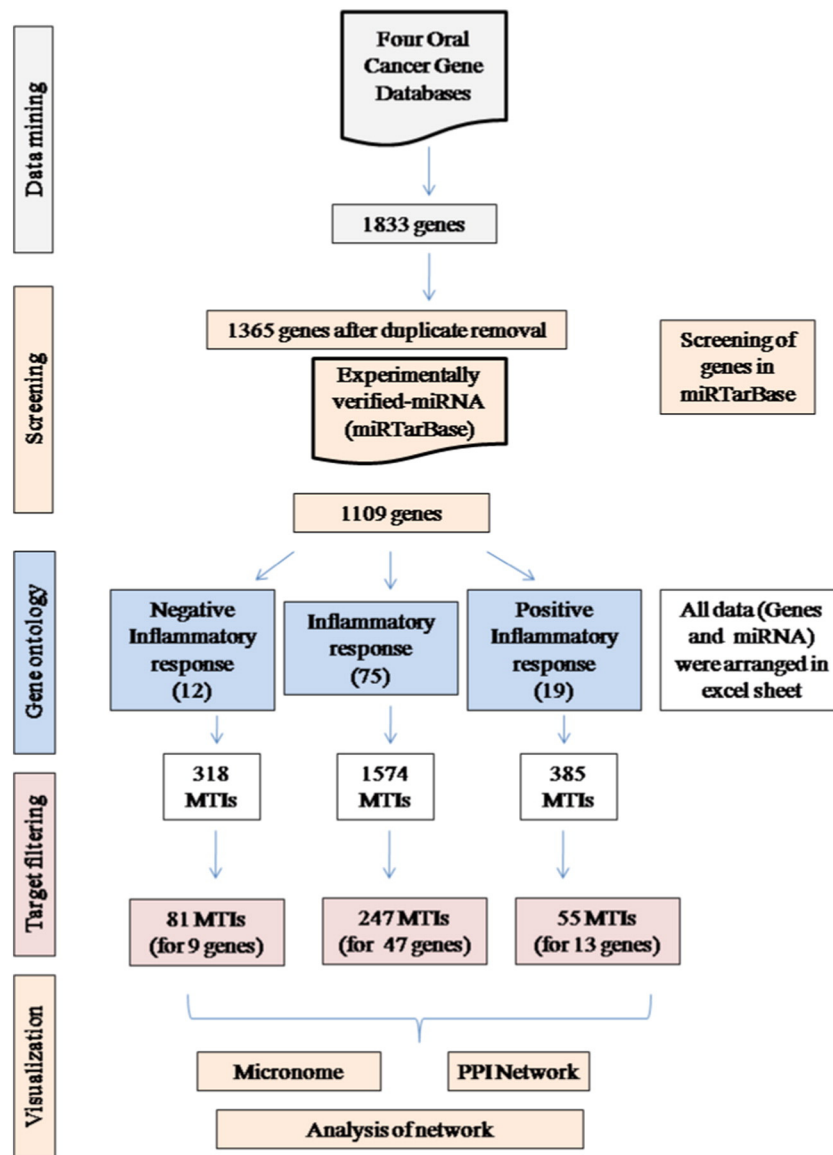 Data mining
Four Oral
Cancer Gene
Databases
1833 genes
Screening
1365 genes after duplicate removal
Experimentally
verified-miRNA
(miRTarBase)
Screening of
genes in
miRTarBase
1109 genes
Gene ontology
Negative
Inflammatory
response
(12)
Inflammatory
response
(75)
Positive
Inflammatory
response
(19)
All data (Genes
and miRNA)
were arranged in
excel sheet
318
MTIs
1574
MTIs
385
MTIs
Target filtering
81 MTIs
(for 9 genes)
247 MTIs
(for 47 genes)
55 MTIs
(for 13 genes)
Visualization
Micronome
PPI Network
Analysis of network